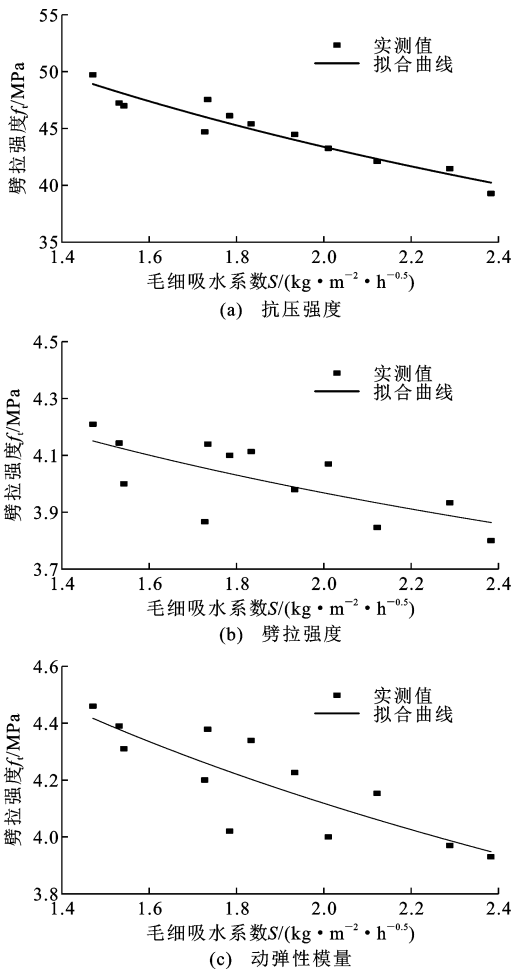 55
50
45
40
35
劈拉强度fₜ/MPa
实测值
拟合曲线
1.4 1.6 1.8 2.0 2.2 2.4
毛细吸水系数S/(kg·m⁻²·h⁻⁰·⁵)
(a) 抗压强度
4.5
4.3
4.1
3.9
3.7
劈拉强度fₜ/MPa
实测值
拟合曲线
1.4 1.6 1.8 2.0 2.2 2.4
毛细吸水系数S/(kg·m⁻²·h⁻⁰·⁵)
(b) 劈拉强度
4.6
4.4
4.2
4.0
3.8
劈拉强度fₜ/MPa
实测值
拟合曲线
1.4 1.6 1.8 2.0 2.2 2.4
毛细吸水系数S/(kg·m⁻²·h⁻⁰·⁵)
(c) 动弹性模量